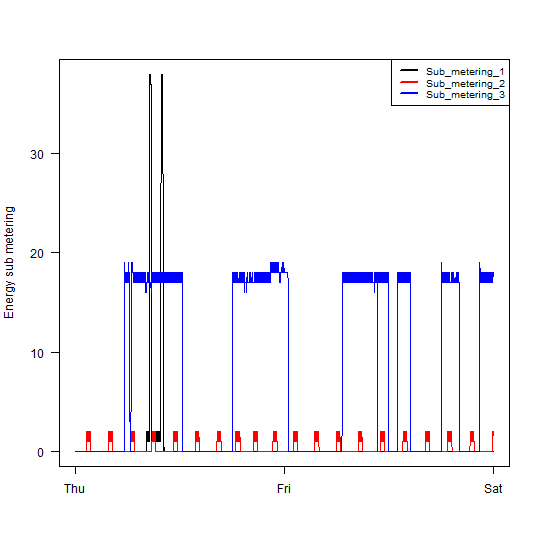 Sub_metering_1
Sub_metering_2
Sub_metering_3
Energy sub metering
30
20
10
0
Thu Fri Sat